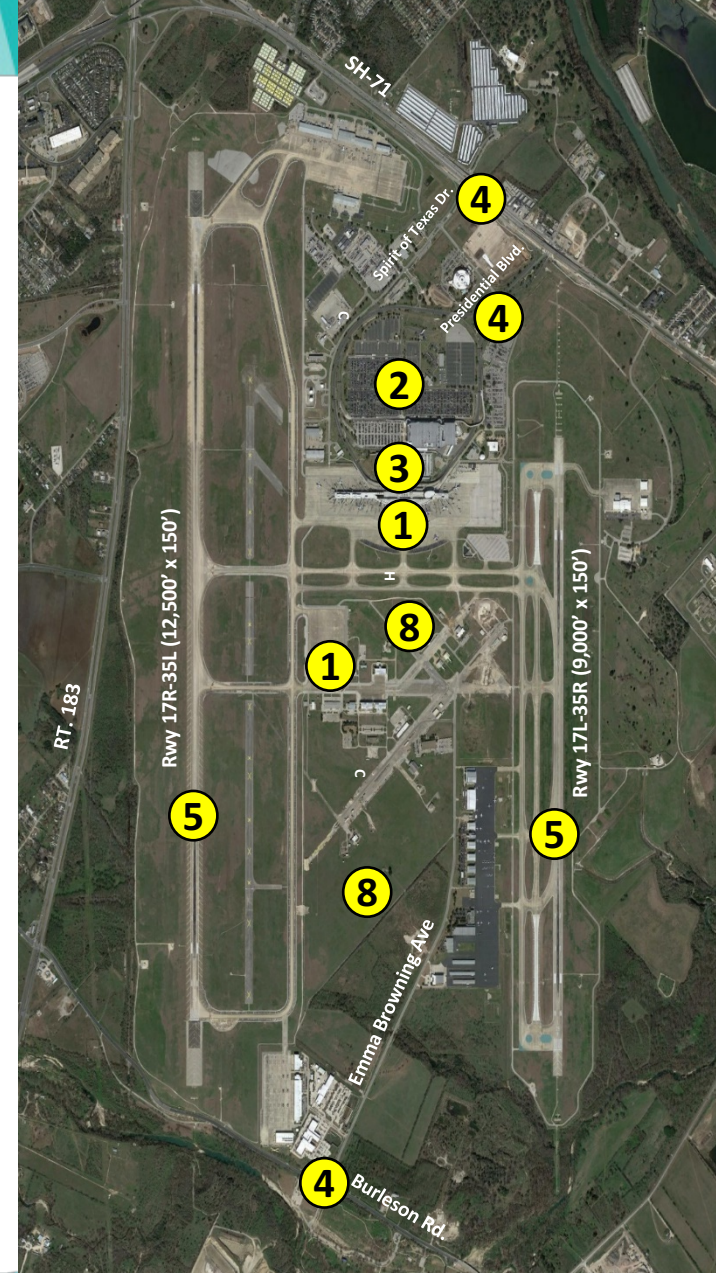 SH-71
4
Spirit of Texas Dr.
Presidential Blvd.
4
C
2
3
1
H
8
1
Rwy 17R-35L (12,500’ x 150’)
Rwy 17L-35R (9,000’ x 150’)
RT. 183
C
5
5
8
Emma Browning Ave
4
Burleson Rd.